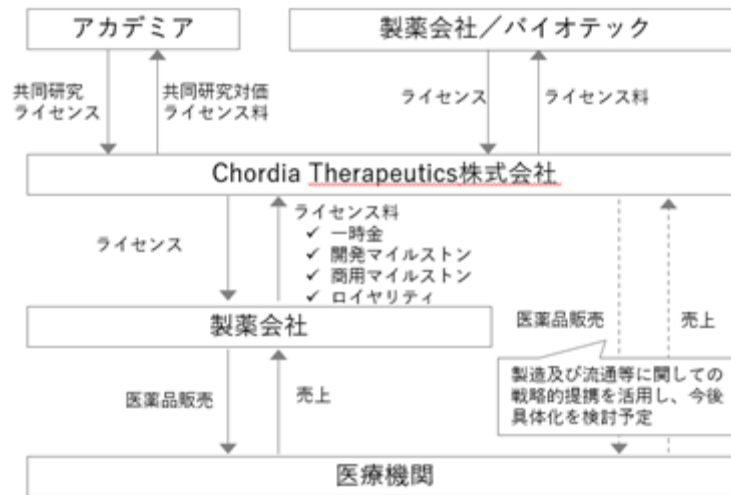 アカデミア
製薬会社／バイオテック
共同研究
ライセンス
共同研究対価
ライセンス料
ライセンス
ライセンス料
Chordia Therapeutics株式会社
ライセンス
ライセンス料
✓ 一時金
✓ 開発マイルストン
✓ 商用マイルストン
✓ ロイヤリティ
製薬会社
医薬品販売
売上
製造及び流通等に関しての
戦略的提携を活用し、今後
具体化を検討予定
医薬品販売
売上
医療機関